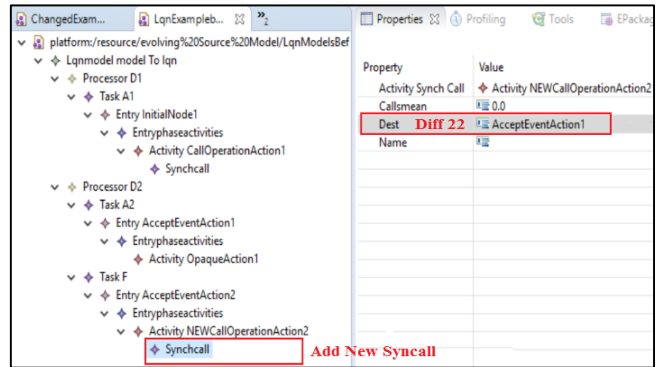 ChangedExam...
LqnExampleb...
»2
platform:/resource/evolving%20Source%20Model/LqnModelsBef
Lqnmodel model To lqn
Processor D1
Task A1
Entry InitialNode1
Entryphaseactivities
Activity CallOperationAction1
Synchcall
Processor D2
Task A2
Entry AcceptEventAction1
Entryphaseactivities
Activity OpaqueAction1
Task F
Entry AcceptEventAction2
Entryphaseactivities
Activity NEWCallOperationAction2
Synchcall
Add New Syncall
Properties Profiling Tools EPackag
Property Value
Activity Synch Call Activity NEWCallOperationAction2
Callsmean 0.0
Dest Diff 22 AcceptEventAction1
Name